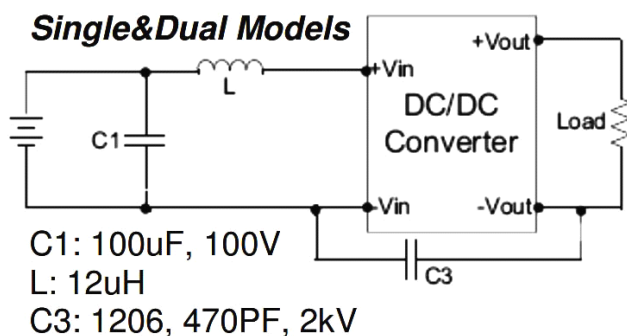 Single&Dual Models
+Vout
+Vin
L
DC/DC
Converter
Load
C1
-Vin
-Vout
C3
C1: 100uF, 100V
L: 12uH
C3: 1206, 470PF, 2kV